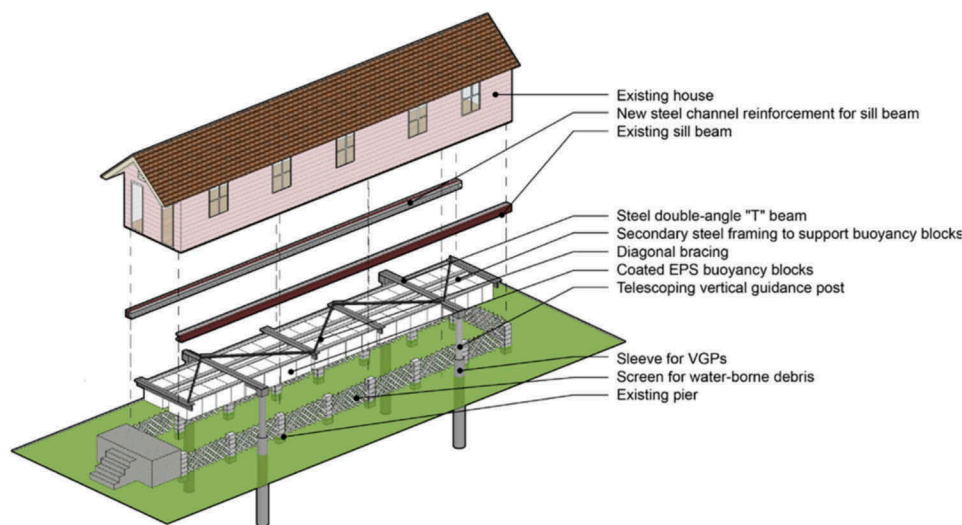 Existing house
New steel channel reinforcement for sill beam
Existing sill beam
Steel double-angle "T" beam
Secondary steel framing to support buoyancy blocks
Diagonal bracing
Coated EPS buoyancy blocks
Telescoping vertical guidance post
Sleeve for VGPs
Screen for water-borne debris
Existing pier